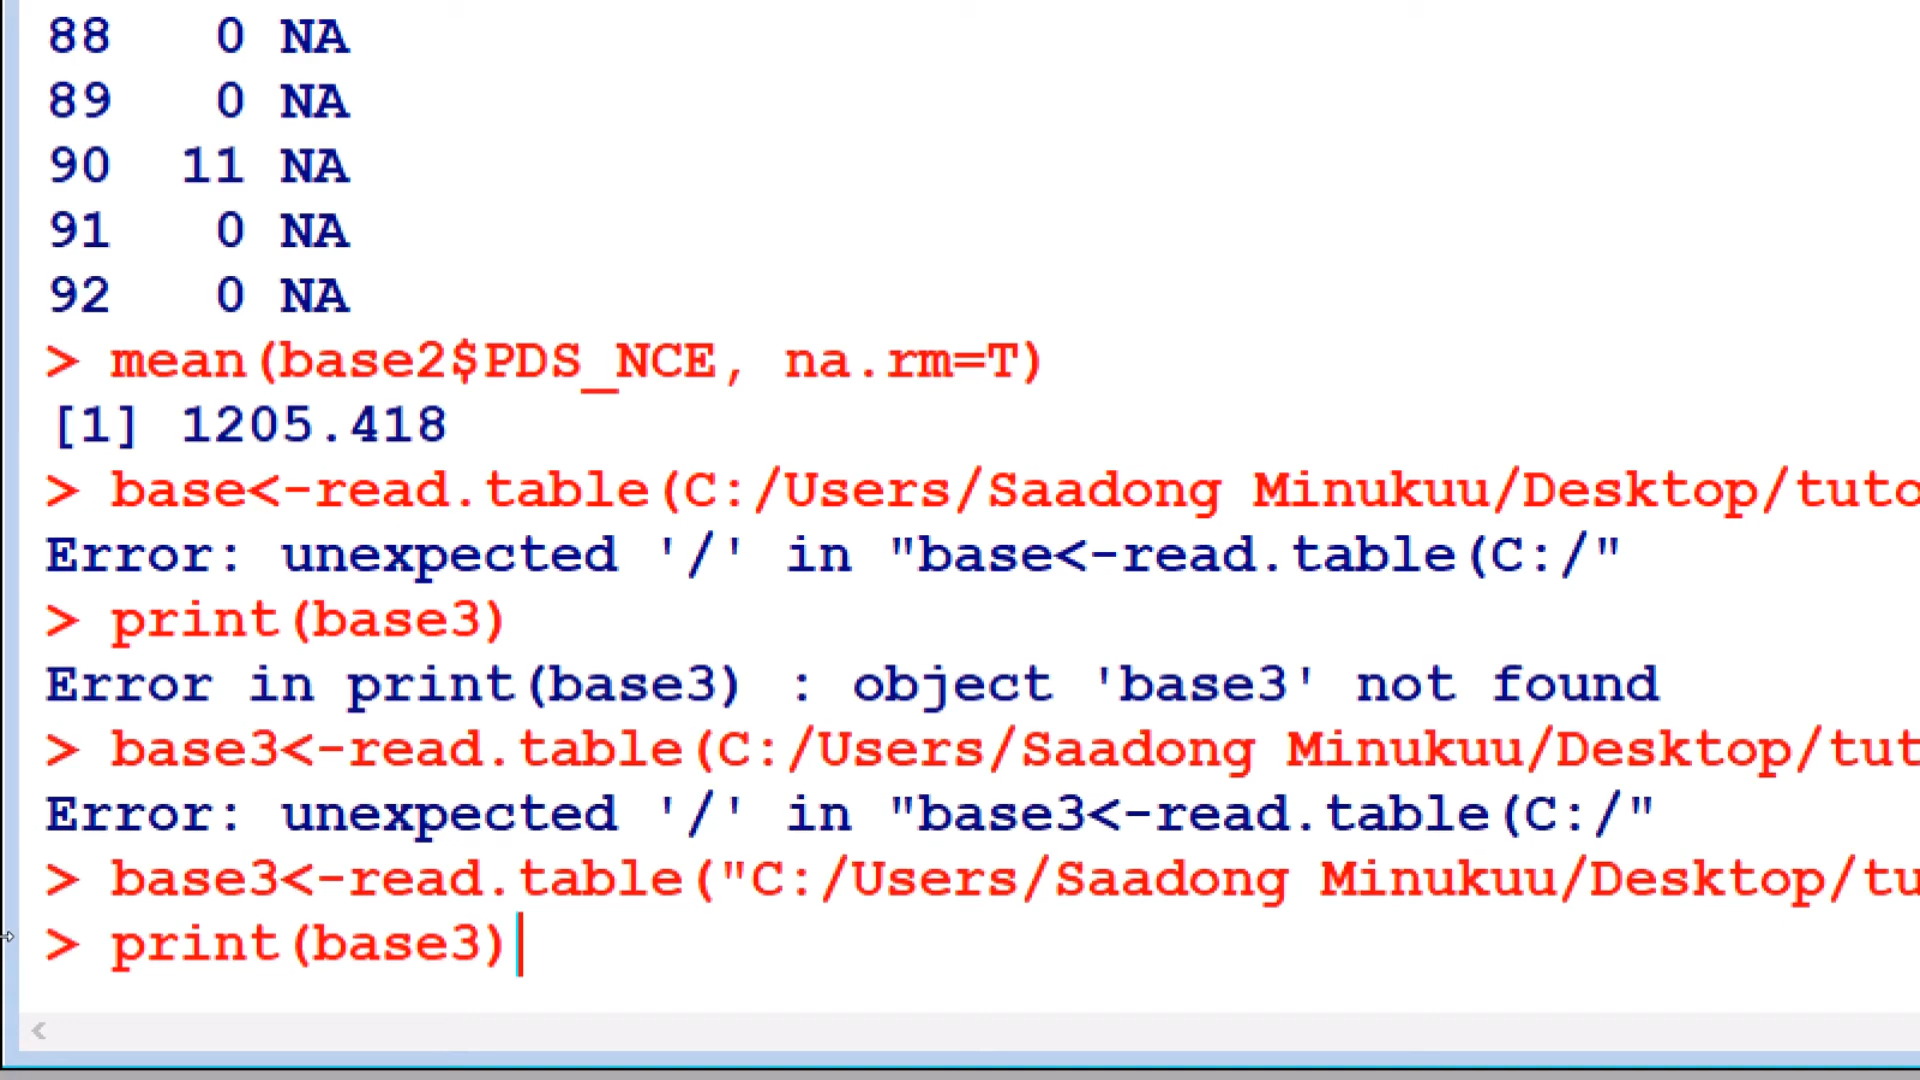 88   0 NA
89   0 NA
90  11 NA
91   0 NA
92   0 NA
> mean(base2$PDS_NCE, na.rm=T)
[1] 1205.418
> base<-read.table(C:/Users/Saadong Minukuu/Desktop/tuto
Error: unexpected '/' in "base<-read.table(C:/"
> print(base3)
Error in print(base3) : object 'base3' not found
> base3<-read.table(C:/Users/Saadong Minukuu/Desktop/tut
Error: unexpected '/' in "base3<-read.table(C:/"
> base3<-read.table("C:/Users/Saadong Minukuu/Desktop/tu
> print(base3)